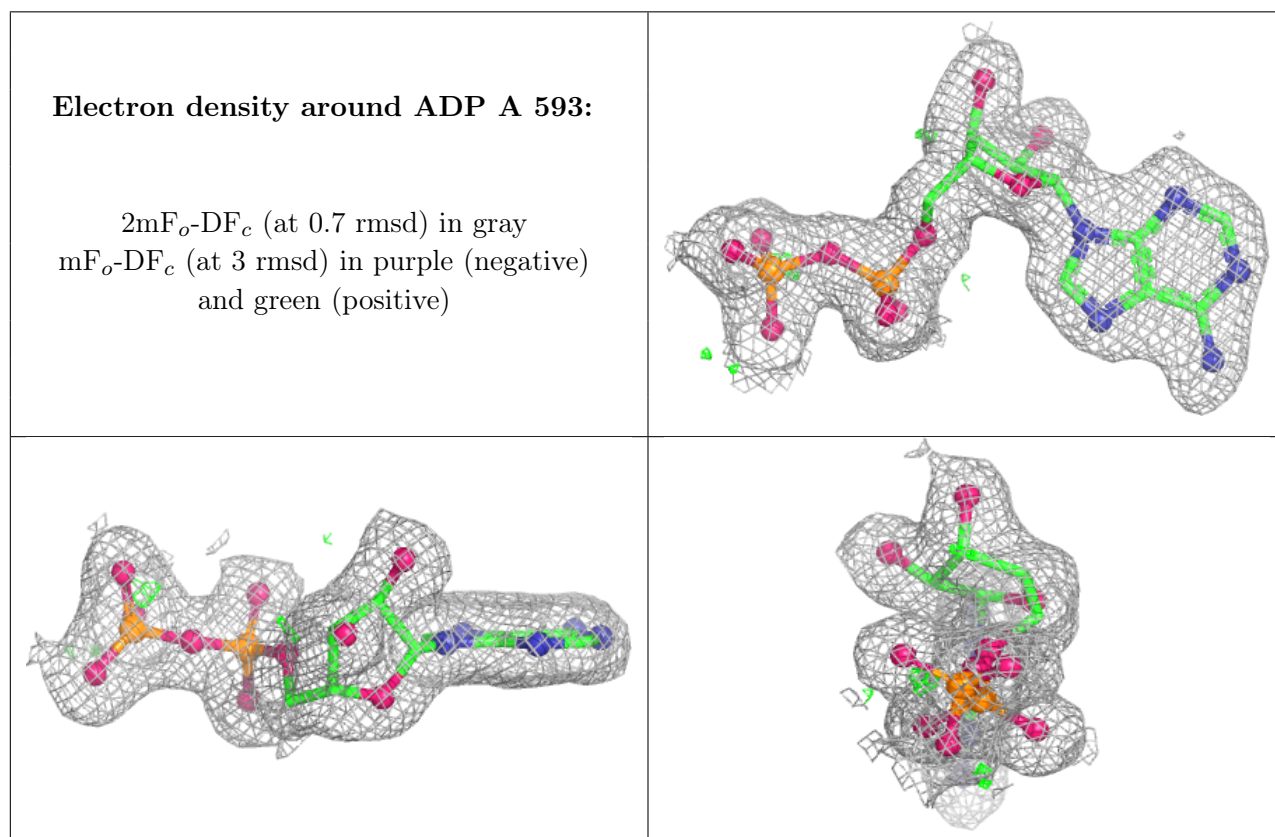 Electron density around ADP A 593:
2mFₒ-DF𝒸 (at 0.7 rmsd) in gray
mFₒ-DF𝒸 (at 3 rmsd) in purple (negative)
and green (positive)